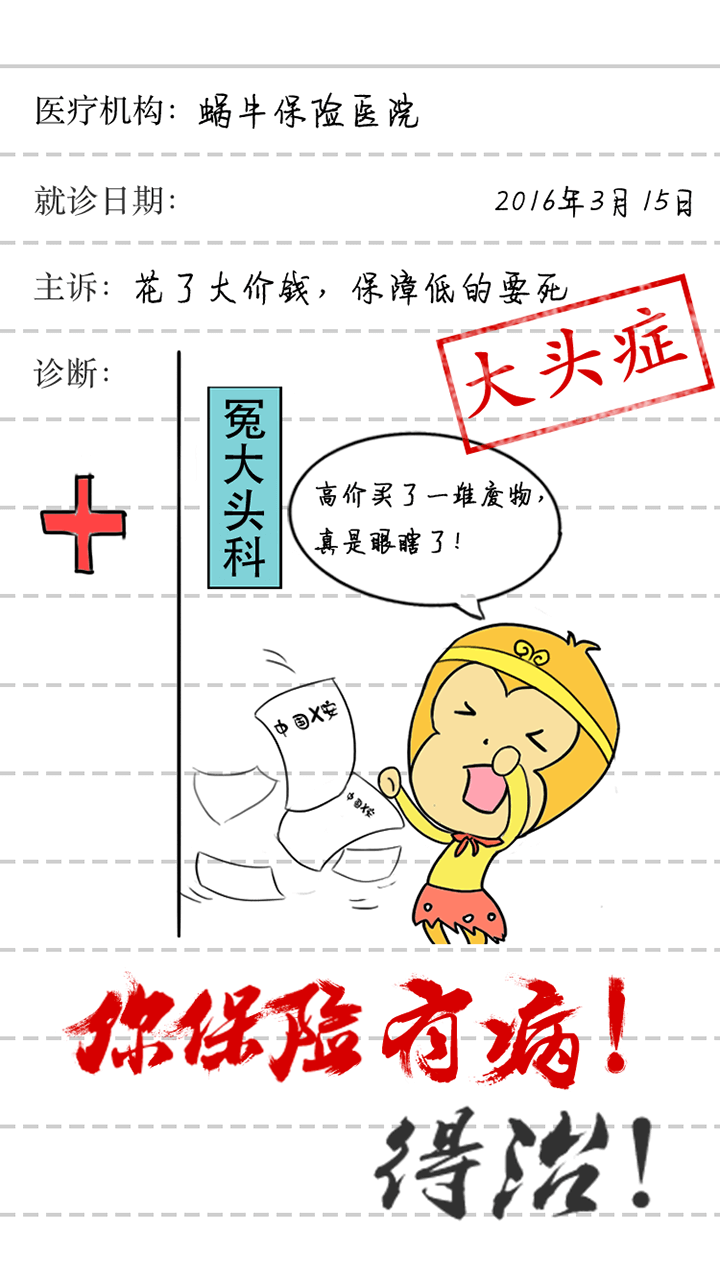 医疗机构：蜗牛保险医院
就诊日期： 2016年3月15日
主诉：花了大价钱，保障低的要死
大头症
诊断：
冤大头科
高价买了一堆废物，
真是眼瞎了！
中国X安
中国X安
你保险有病！
得治！